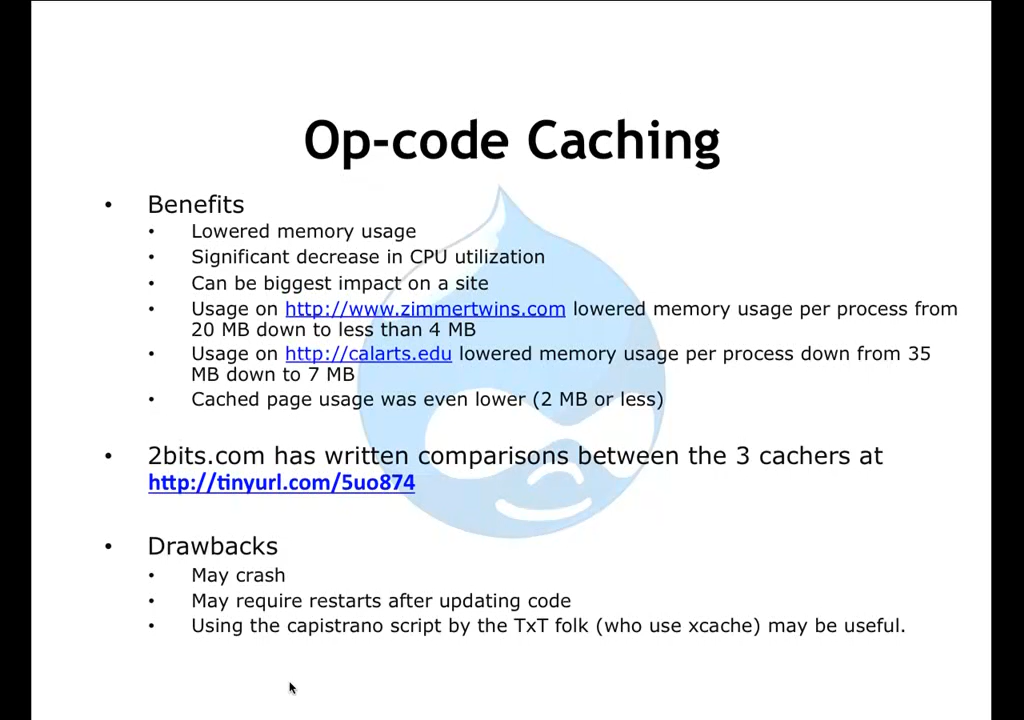 Op-code Caching
• Benefits
• Lowered memory usage
• Significant decrease in CPU utilization
• Can be biggest impact on a site
• Usage on http://www.zimmertwins.com lowered memory usage per process from
20 MB down to less than 4 MB
• Usage on http://calarts.edu lowered memory usage per process down from 35
MB down to 7 MB
• Cached page usage was even lower (2 MB or less)
• 2bits.com has written comparisons between the 3 cachers at
http://tinyurl.com/5uo874
• Drawbacks
• May crash
• May require restarts after updating code
• Using the capistrano script by the TxT folk (who use xcache) may be useful.